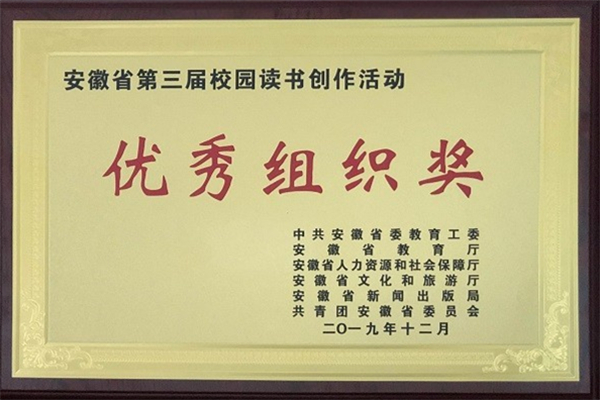 安徽省第三届校园读书创作活动
优秀组织奖
中共安徽省委教育工委
安徽省教育厅
安徽省人力资源和社会保障厅
安徽省文化和旅游厅
安徽省新闻出版局
共青团安徽省委员会
二〇一九年十二月